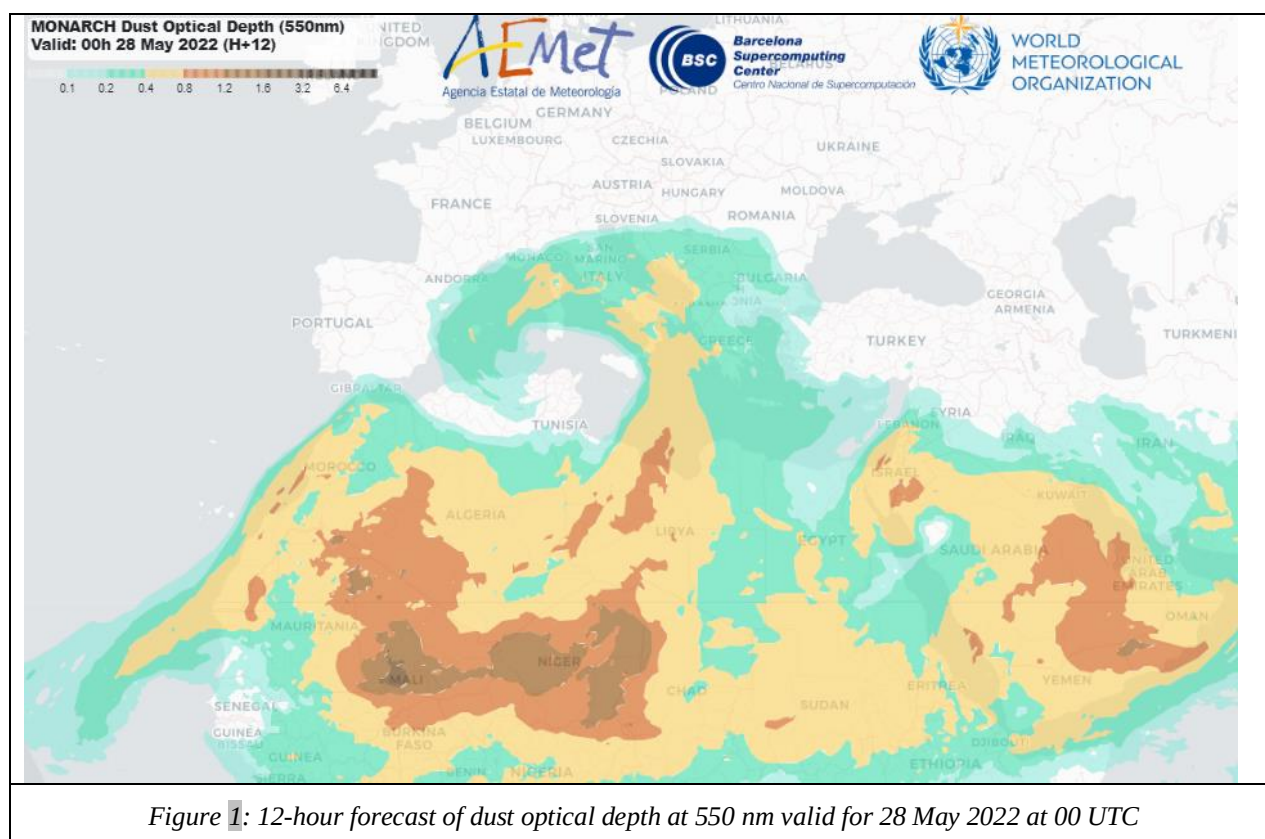 MONARCH Dust Optical Depth (550nm)
Valid: 00h 28 May 2022 (H+12)
0.1 0.2 0.4 0.8 1.2 1.6 3.2 6.4
AEMet
Agencia Estatal de Meteorología
BSC
Barcelona
Supercomputing
Center
Centro Nacional de Supercomputación
WORLD
METEOROLOGICAL
ORGANIZATION
LITHUANIA
BELARUS
POLAND
GERMANY
BELGIUM
LUXEMBOURG
CZECHIA
UKRAINE
SLOVAKIA
AUSTRIA
HUNGARY
MOLDOVA
FRANCE
SLOVENIA
ROMANIA
MONACO
SAN
MARINO
SERBIA
ANDORRA
ITALY
BULGARIA
GEORGIA
ARMENIA
PORTUGAL
GREECE
TURKEY
TURKMENI
GIBRALTAR
TUNISIA
SYRIA
LEBANON
IRAQ
IRAN
MOROCCO
ISRAEL
KUWAIT
ALGERIA
LIBYA
EGYPT
SAUDI ARABIA
UNITED
ARAB
EMIRATES
OMAN
MAURITANIA
MALI
NIGER
CHAD
SUDAN
ERITREA
YEMEN
SENEGAL
GUINEA
BISSAU
BURKINA
FASO
DJIBOUTI
GUINEA
SIERRA
BENIN
NIGERIA
ETHIOPIA
Figure 1: 12-hour forecast of dust optical depth at 550 nm valid for 28 May 2022 at 00 UTC